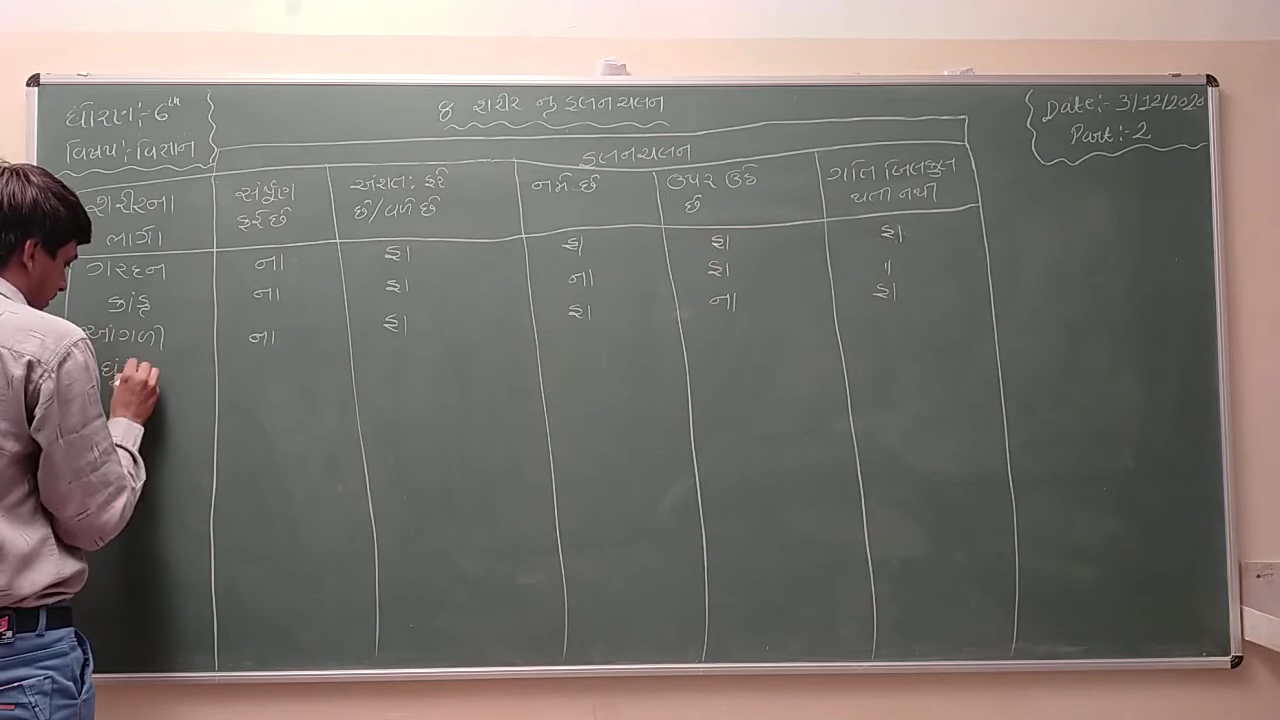 ધોરણ:-6th
વિષય:-વિજ્ઞાન
8 શરીર નુ હલનચલન
Date:- 3/12/2020
Part:-2
હલનચલન
શરીરના ભાગો
સંર્પુણ ફરે છે
અંશત: ફરે છે/વળે છે
નમે છે
ઉપર ઉઠે છે
ગતિ બિલકુલ થતી નથી
ગરદન ના હા હા હા હા
કાંડુ ના હા ના હા "
આંગળી ના હા હા ના હા